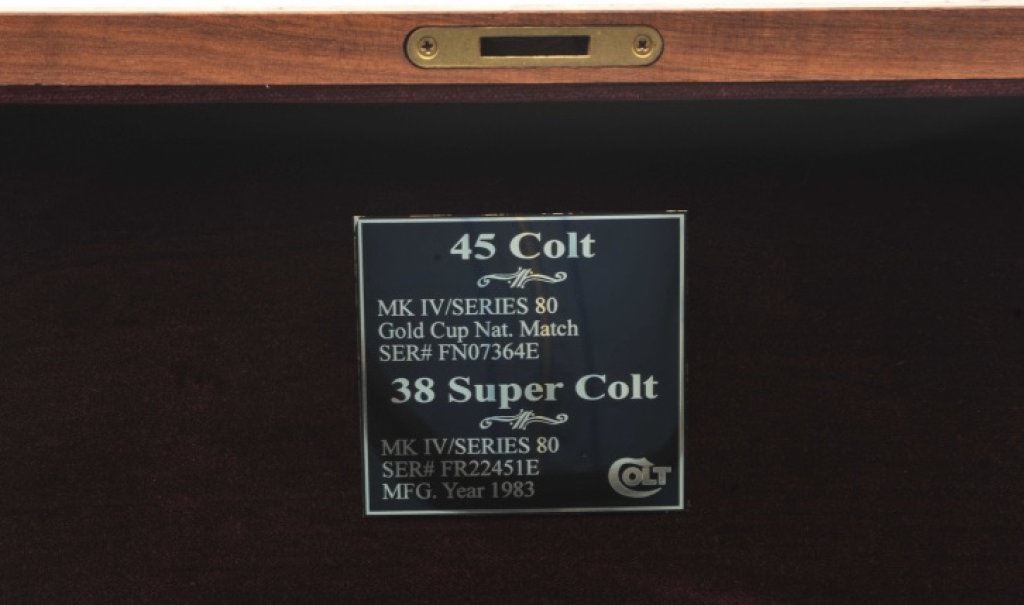 45 Colt
MK IV/SERIES 80
Gold Cup Nat. Match
SER# FN07364E
38 Super Colt
MK IV/SERIES 80
SER# FR22451E
MFG. Year 1983
COLT